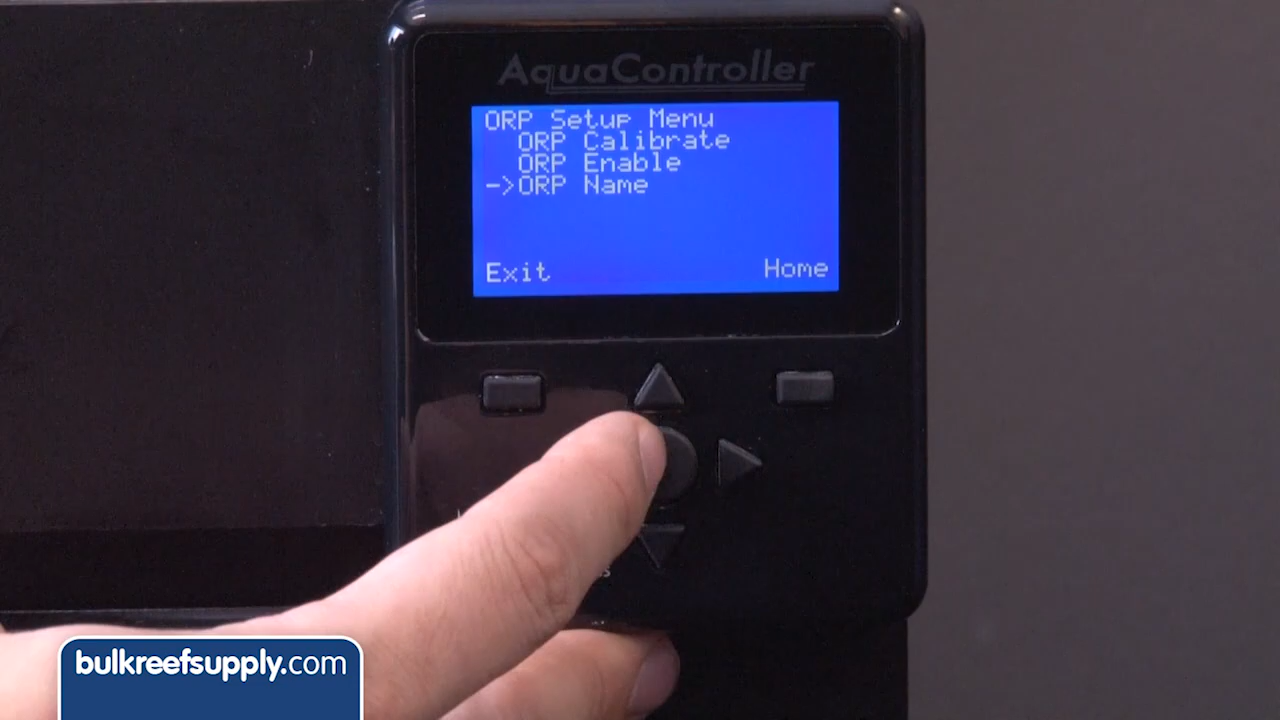 AquaController
ORP Setup Menu
ORP Calibrate
ORP Enable
->ORP Name
Exit Home
bulkreefsupply.com